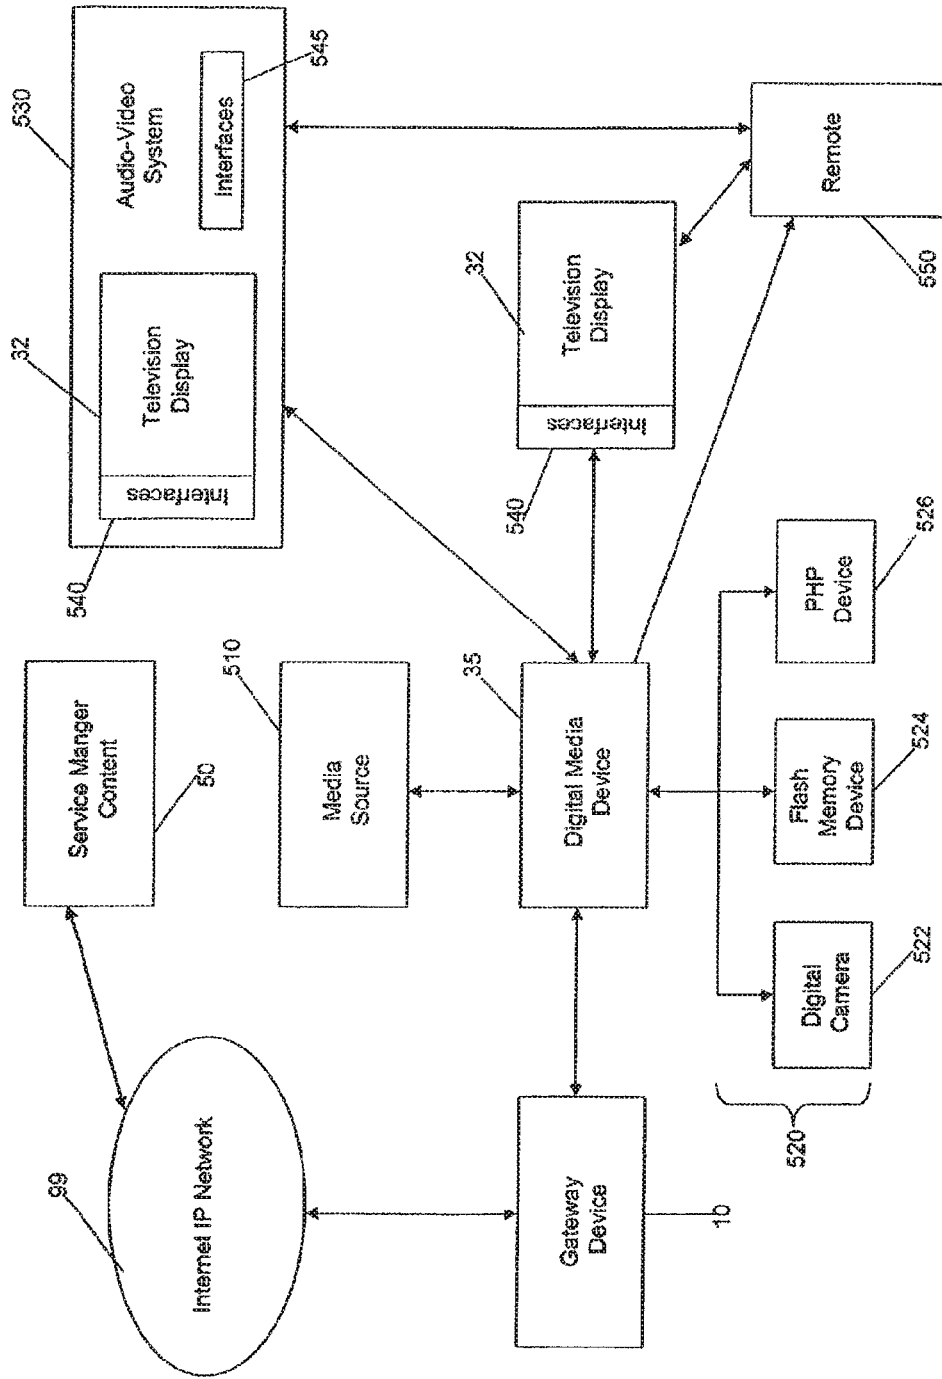 99
Internet IP Network
Service Manger
Content
50
530
Audio-Video
System
Interfaces
545
32
Television
Display
Interfaces
540
510
Media
Source
Gateway
Device
10
35
Digital Media
Device
32
Television
Display
Interfaces
540
Remote
550
520
Digital
Camera
522
Flash
Memory
Device
524
PHP
Device
526